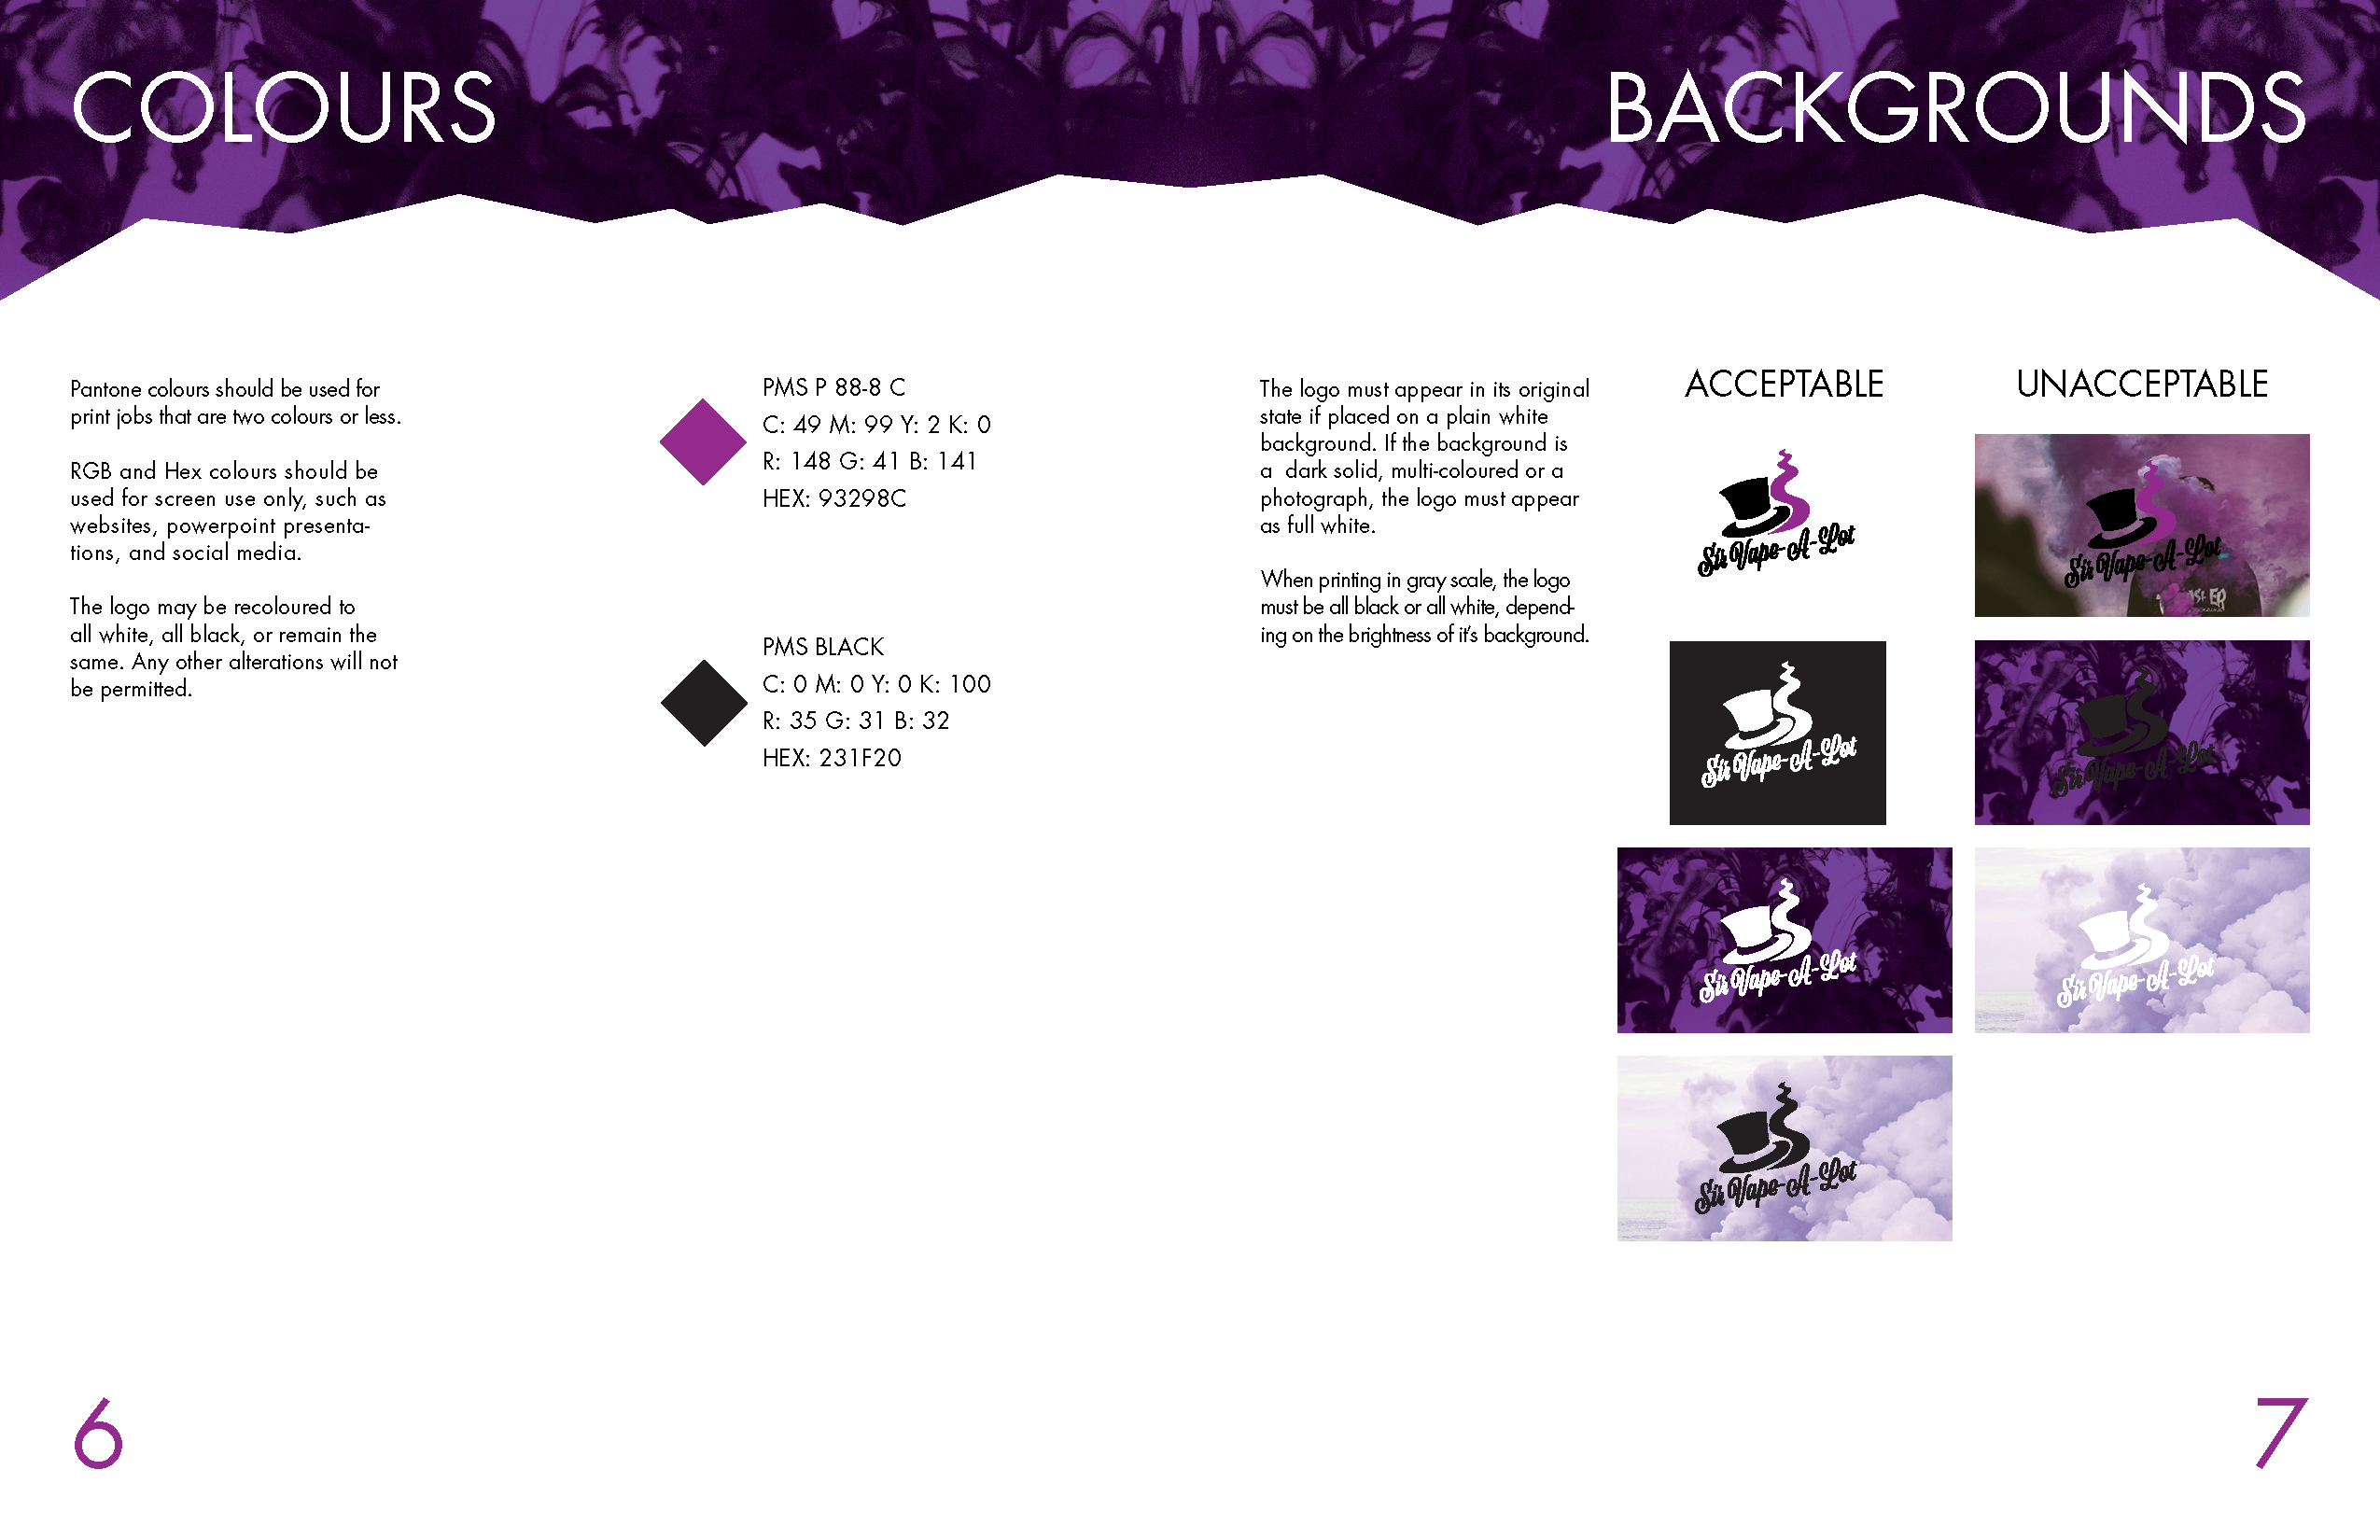 COLOURS
BACKGROUNDS
Pantone colours should be used for
print jobs that are two colours or less.
RGB and Hex colours should be
used for screen use only, such as
websites, powerpoint presenta-
tions, and social media.
The logo may be recoloured to
all white, all black, or remain the
same. Any other alterations will not
be permitted.
PMS P 88-8 C
C: 49 M: 99 Y: 2 K: 0
R: 148 G: 41 B: 141
HEX: 93298C
PMS BLACK
C: 0 M: 0 Y: 0 K: 100
R: 35 G: 31 B: 32
HEX: 231F20
The logo must appear in its original
state if placed on a plain white
background. If the background is
a  dark solid, multi-coloured or a
photograph, the logo must appear
as full white.
When printing in gray scale, the logo
must be all black or all white, depend-
ing on the brightness of it's background.
ACCEPTABLE
Sir Vape-A-Lot
Sir Vape-A-Lot
Sir Vape-A-Lot
Sir Vape-A-Lot
UNACCEPTABLE
Sir Vape-A-Lot
Sir Vape-A-Lot
Sir Vape-A-Lot
6
7